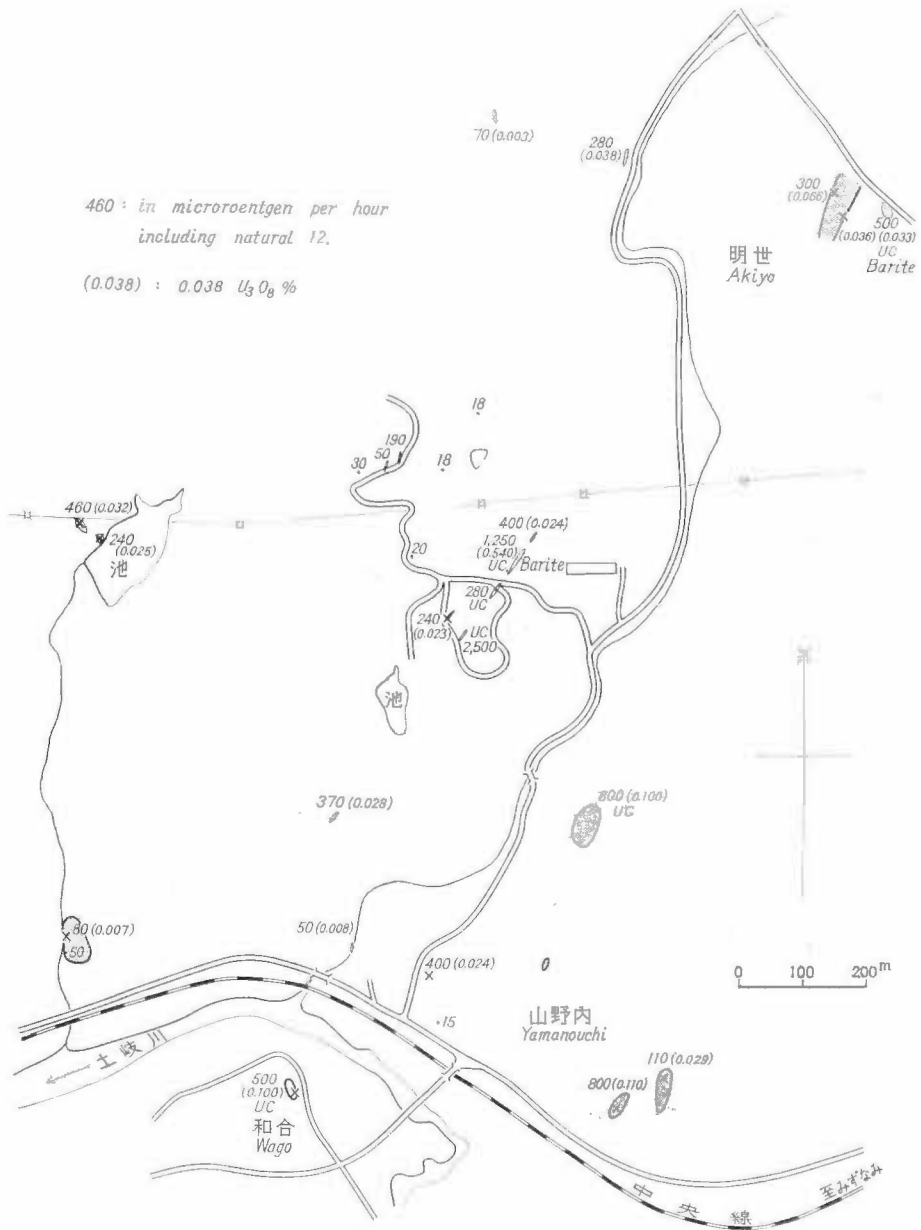 70 (0.003)
280
(0.038)
460 : in microroentgen per hour
including natural 12.
(0.038) : 0.038 U3O8 %
300
(0.066)
500
(0.036) (0.033)
UC
Barite
明世
Akiyo
18
190
50
30
18
460 (0.032)
240
(0.025)
池
400 (0.024)
1,250
(0.540)
UC
Barite
20
280
UC
240
(0.023)
UC
2,500
池
370 (0.028)
800 (0.100)
UC
80 (0.007)
50
50 (0.008)
400 (0.024)
0 100 200 m
15
山野内
Yamanouchi
土岐川
110 (0.029)
800 (0.110)
500
(0.100)
UC
和合
Wago
中央線
至みずなみ